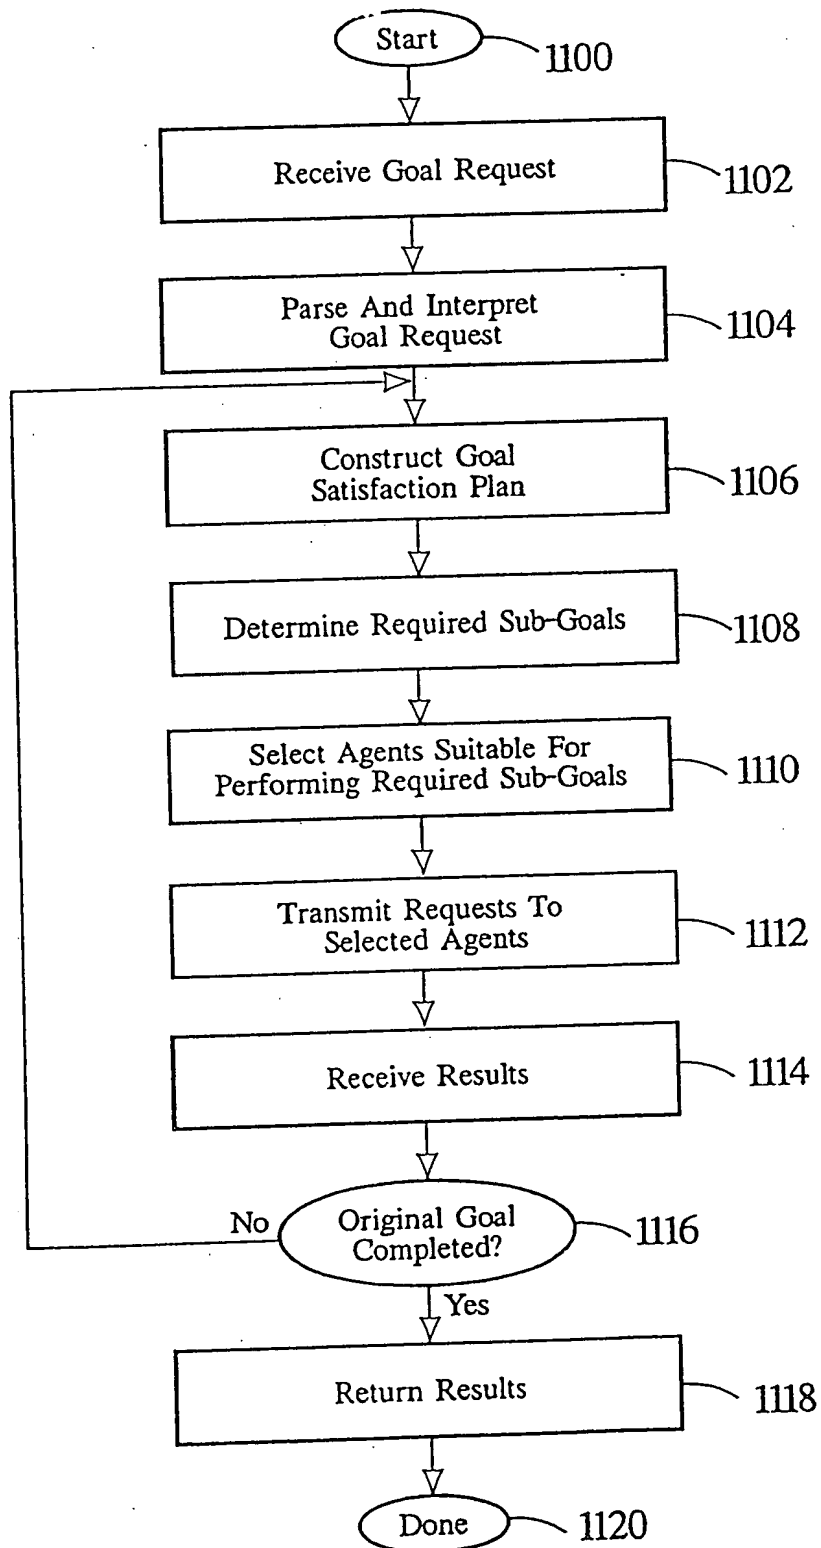 Start
1100
Receive Goal Request
1102
Parse And Interpret
Goal Request
1104
Construct Goal
Satisfaction Plan
1106
Determine Required Sub-Goals
1108
Select Agents Suitable For
Performing Required Sub-Goals
1110
Transmit Requests To
Selected Agents
1112
Receive Results
1114
No
Original Goal
Completed?
1116
Yes
Return Results
1118
Done
1120